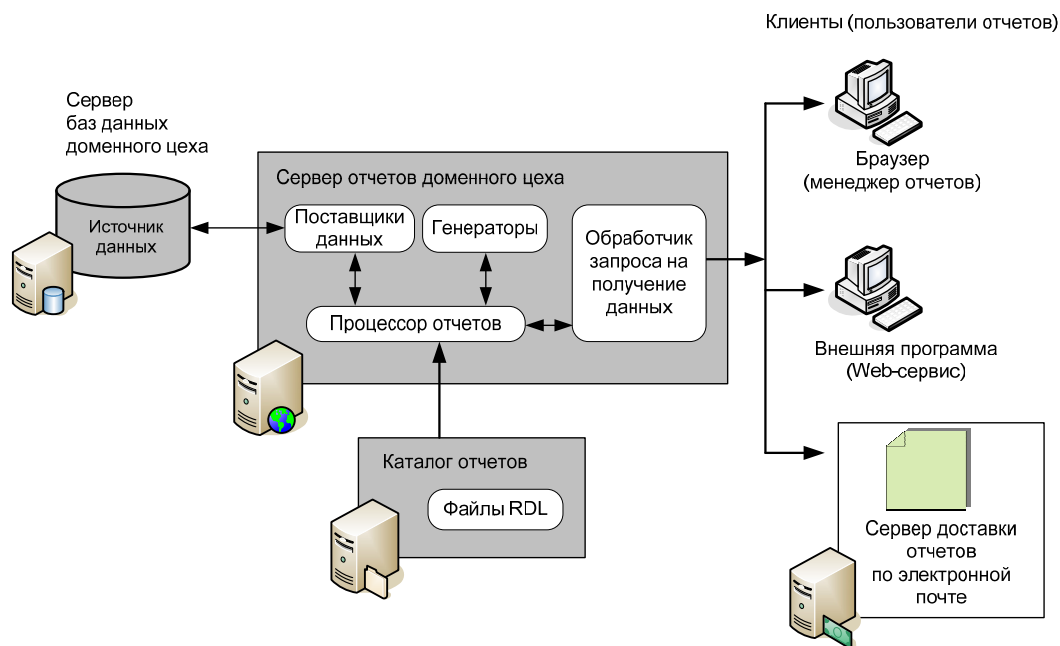 Клиенты (пользователи отчетов)
Сервер
баз данных
доменного цеха
Источник
данных
Сервер отчетов доменного цеха
Поставщики
данных
Генераторы
Обработчик
запроса на
получение
данных
Процессор отчетов
Каталог отчетов
Файлы RDL
Браузер
(менеджер отчетов)
Внешняя программа
(Web-сервис)
Сервер доставки
отчетов
по электронной
почте